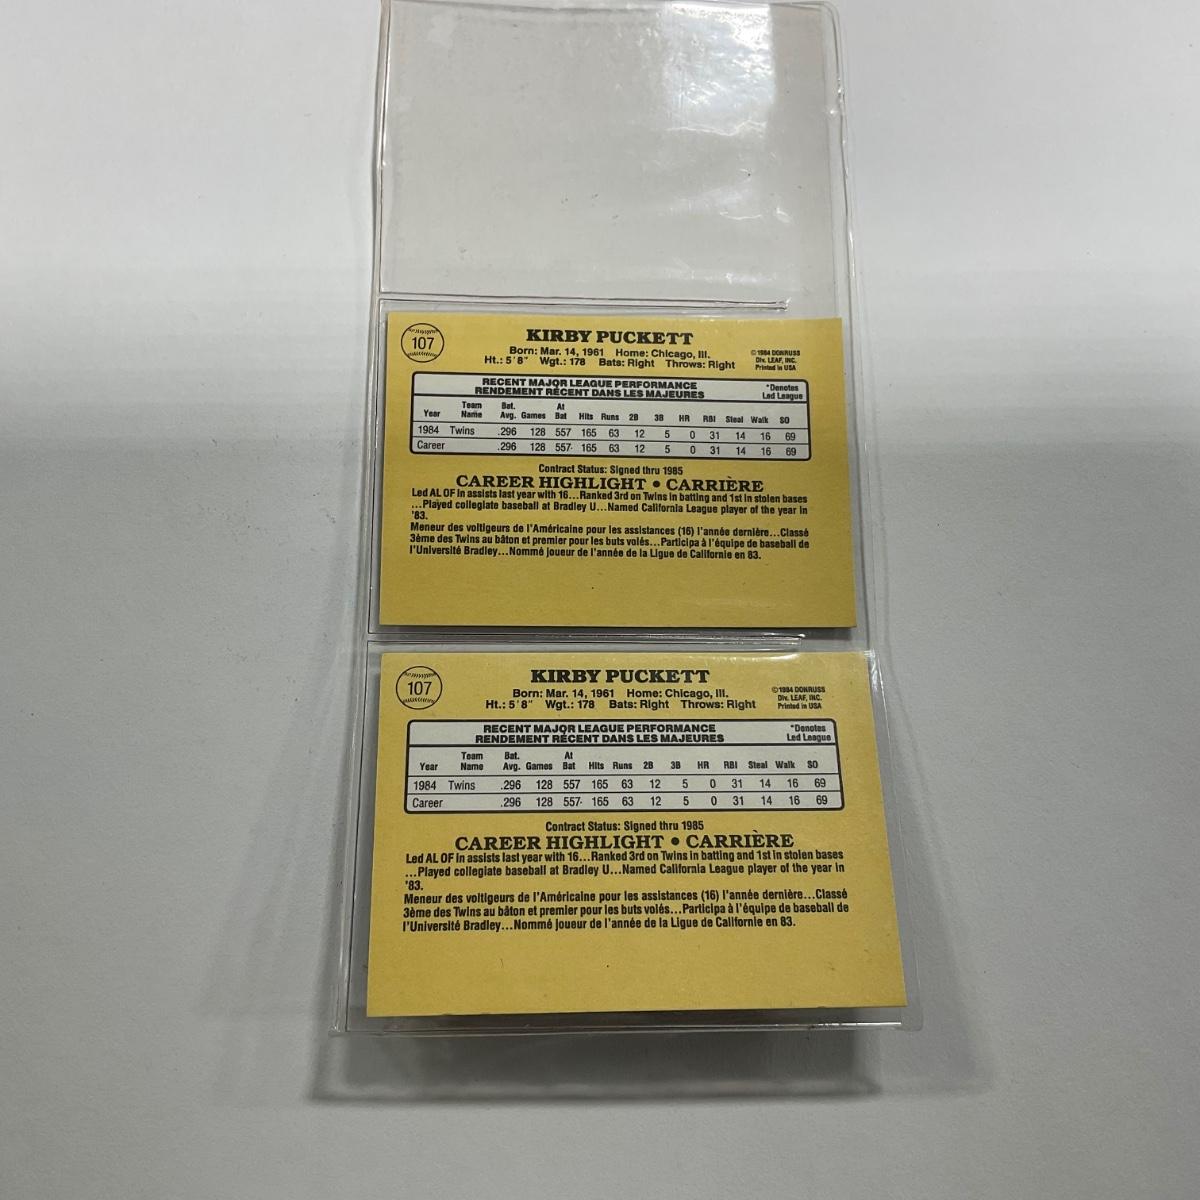 107
KIRBY PUCKETT
Born: Mar. 14, 1961 Home: Chicago, Ill.
Ht.: 5'8" Wgt.: 178 Bats: Right Throws: Right
©1984 DONRUSS
Div. LEAF, INC.
Printed in USA
RECENT MAJOR LEAGUE PERFORMANCE
RENDEMENT RÉCENT DANS LES MAJEURES
*Denotes
Led League
Year Team Name Bat. Avg. Games At Bat Hits Runs 2B 3B HR RBI Steal Walk SO
1984 Twins .296 128 557 165 63 12 5 0 31 14 16 69
Career .296 128 557 165 63 12 5 0 31 14 16 69
Contract Status: Signed thru 1985
CAREER HIGHLIGHT • CARRIÈRE
Led AL OF in assists last year with 16...Ranked 3rd on Twins in batting and 1st in stolen bases
...Played collegiate baseball at Bradley U...Named California League player of the year in
'83.
Meneur des voltigeurs de l'Américaine pour les assistances (16) l'année dernière...Classé
3ème des Twins au bâton et premier pour les buts volés...Participa à l'équipe de baseball de
l'Université Bradley...Nommé joueur de l'année de la Ligue de Californie en 83.
107
KIRBY PUCKETT
Born: Mar. 14, 1961 Home: Chicago, Ill.
Ht.: 5'8" Wgt.: 178 Bats: Right Throws: Right
©1984 DONRUSS
Div. LEAF, INC.
Printed in USA
RECENT MAJOR LEAGUE PERFORMANCE
RENDEMENT RÉCENT DANS LES MAJEURES
*Denotes
Led League
Year Team Name Bat. Avg. Games At Bat Hits Runs 2B 3B HR RBI Steal Walk SO
1984 Twins .296 128 557 165 63 12 5 0 31 14 16 69
Career .296 128 557 165 63 12 5 0 31 14 16 69
Contract Status: Signed thru 1985
CAREER HIGHLIGHT • CARRIÈRE
Led AL OF in assists last year with 16...Ranked 3rd on Twins in batting and 1st in stolen bases
...Played collegiate baseball at Bradley U...Named California League player of the year in
'83.
Meneur des voltigeurs de l'Américaine pour les assistances (16) l'année dernière...Classé
3ème des Twins au bâton et premier pour les buts volés...Participa à l'équipe de baseball de
l'Université Bradley...Nommé joueur de l'année de la Ligue de Californie en 83.